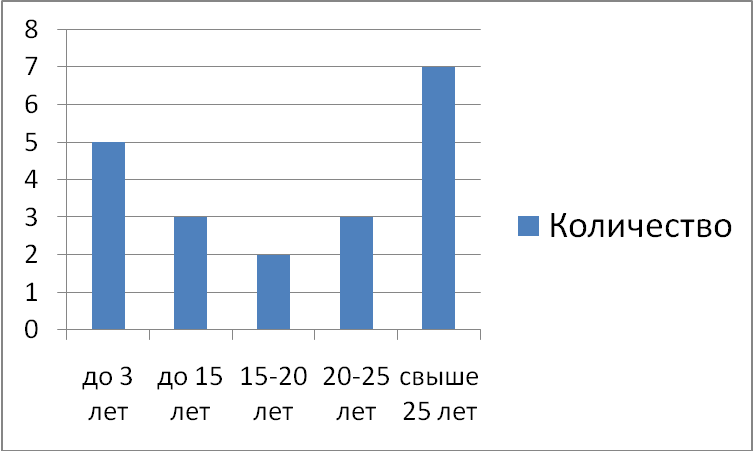 8
7
6
5
4
3
2
1
0
до 3
лет
до 15
лет
15-20
лет
20-25
лет
свыше
25 лет
Количество